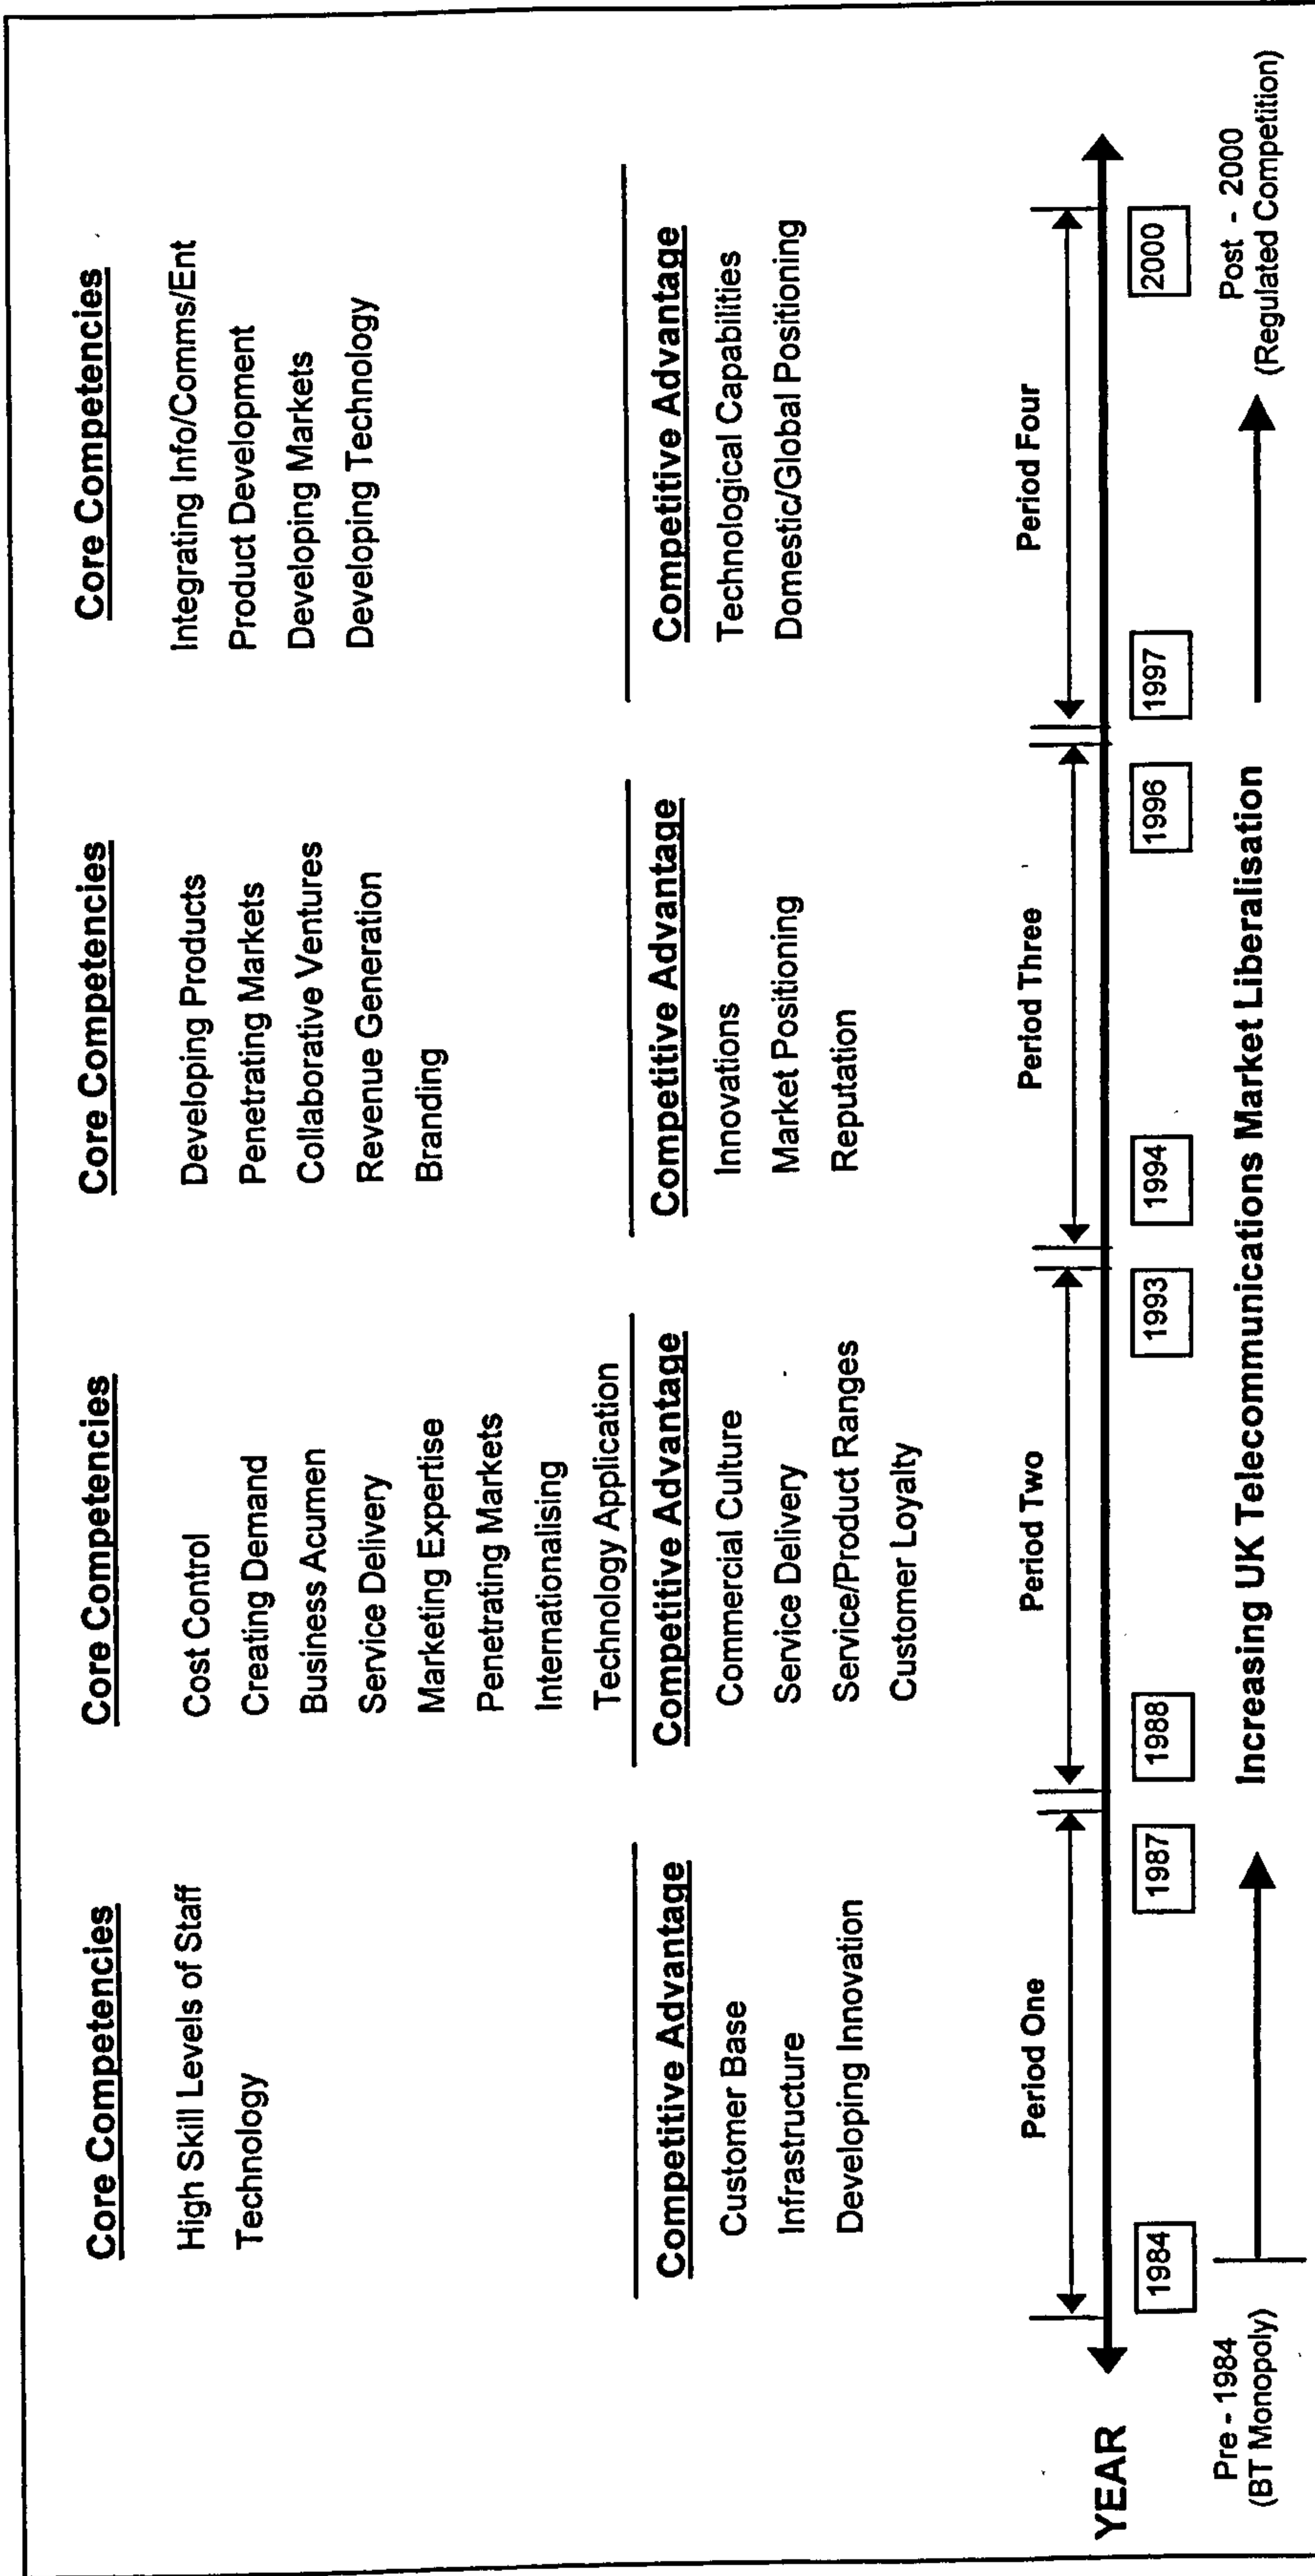 Core Competencies
High Skill Levels of Staff
Technology
Competitive Advantage
Customer Base
Infrastructure
Developing Innovation
Core Competencies
Cost Control
Creating Demand
Business Acumen
Service Delivery
Marketing Expertise
Penetrating Markets
Internationalising
Technology Application
Competitive Advantage
Commercial Culture
Service Delivery
Service/Product Ranges
Customer Loyalty
Core Competencies
Developing Products
Penetrating Markets
Collaborative Ventures
Revenue Generation
Branding
Competitive Advantage
Innovations
Market Positioning
Reputation
Core Competencies
Integrating Info/Comms/Ent
Product Development
Developing Markets
Developing Technology
Competitive Advantage
Technological Capabilities
Domestic/Global Positioning
Period One
Period Two
Period Three
Period Four
YEAR
1984
1987
1988
1993
1994
1996
1997
2000
Pre - 1984
(BT Monopoly)
Increasing UK Telecommunications Market Liberalisation
Post - 2000
(Regulated Competition)